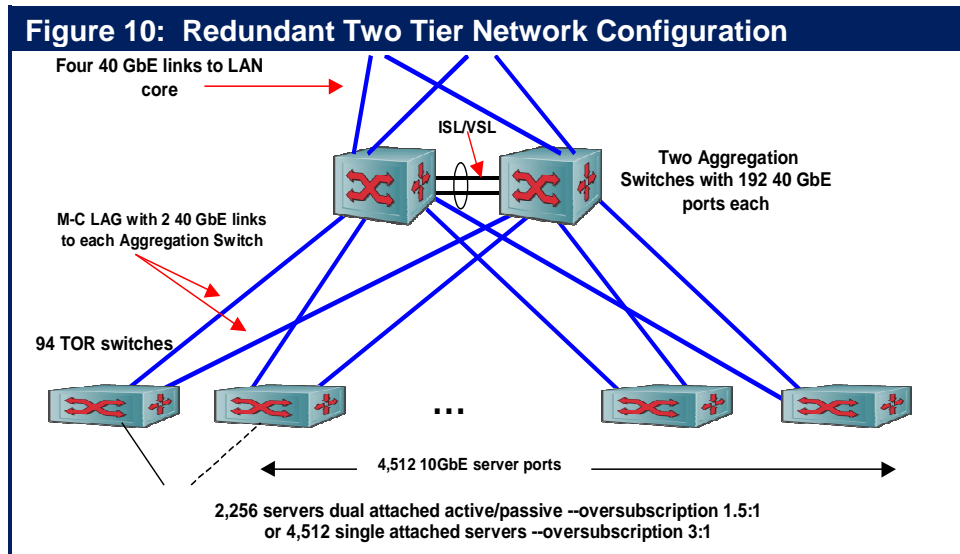 Figure 10: Redundant Two Tier Network Configuration
Four 40 GbE links to LAN
core
ISL/VSL
Two Aggregation
Switches with 192 40 GbE
ports each
M-C LAG with 2 40 GbE links
to each Aggregation Switch
94 TOR switches
...
4,512 10GbE server ports
2,256 servers dual attached active/passive --oversubscription 1.5:1
or 4,512 single attached servers --oversubscription 3:1